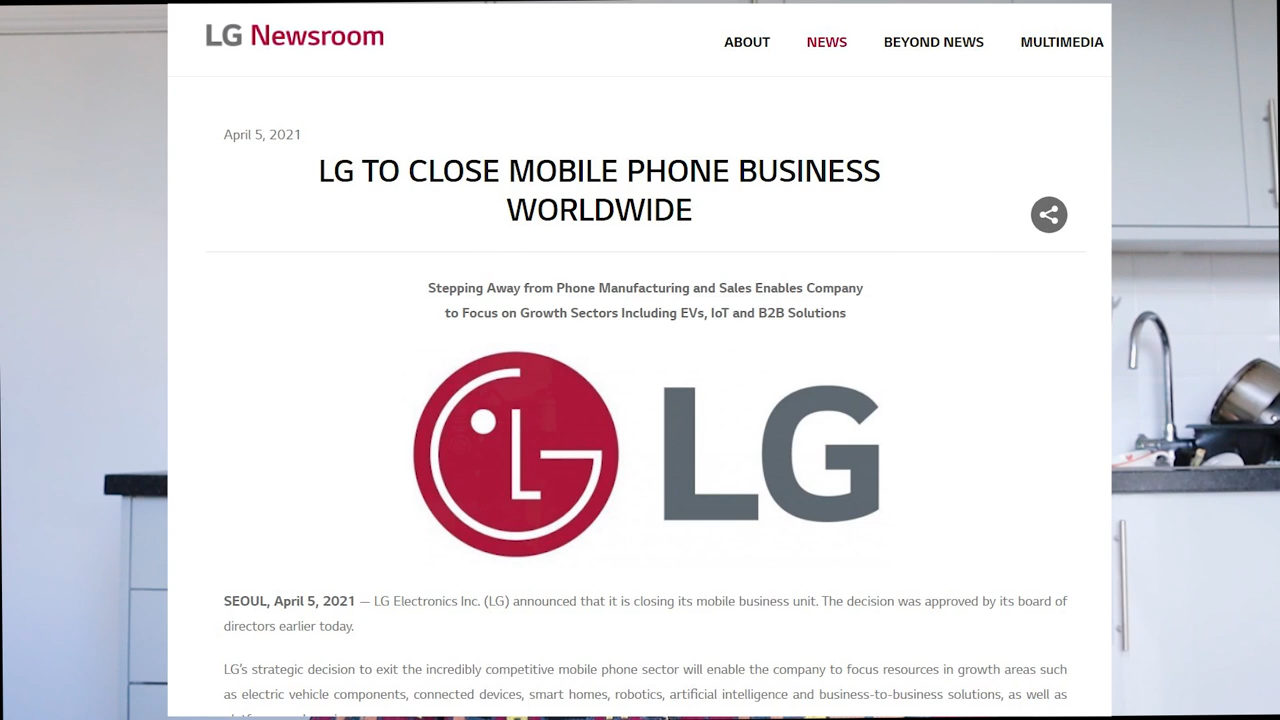 LG Newsroom
ABOUT NEWS BEYOND NEWS MULTIMEDIA
April 5, 2021
LG TO CLOSE MOBILE PHONE BUSINESS
WORLDWIDE
Stepping Away from Phone Manufacturing and Sales Enables Company
to Focus on Growth Sectors Including EVs, IoT and B2B Solutions
LG
SEOUL, April 5, 2021 — LG Electronics Inc. (LG) announced that it is closing its mobile business unit. The decision was approved by its board of
directors earlier today.
LG's strategic decision to exit the incredibly competitive mobile phone sector will enable the company to focus resources in growth areas such
as electric vehicle components, connected devices, smart homes, robotics, artificial intelligence and business-to-business solutions, as well as